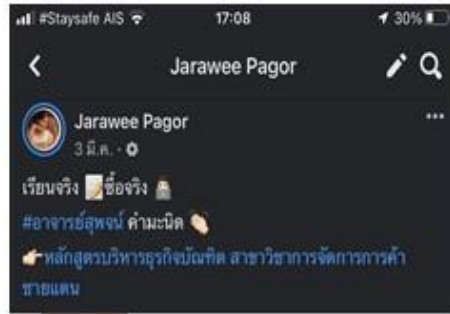 #Staysafe AIS 17:08 30%
Jarawee Pagor
Jarawee Pagor
3 มี.ค.
เรียนจริง 📝ซื้อจริง
#อาจารย์สุพจน์ คำมะนิด
👉🏻หลักสูตรบริหารธุรกิจบัณฑิต สาขาวิชาการจัดการการค้า
ชายแดน